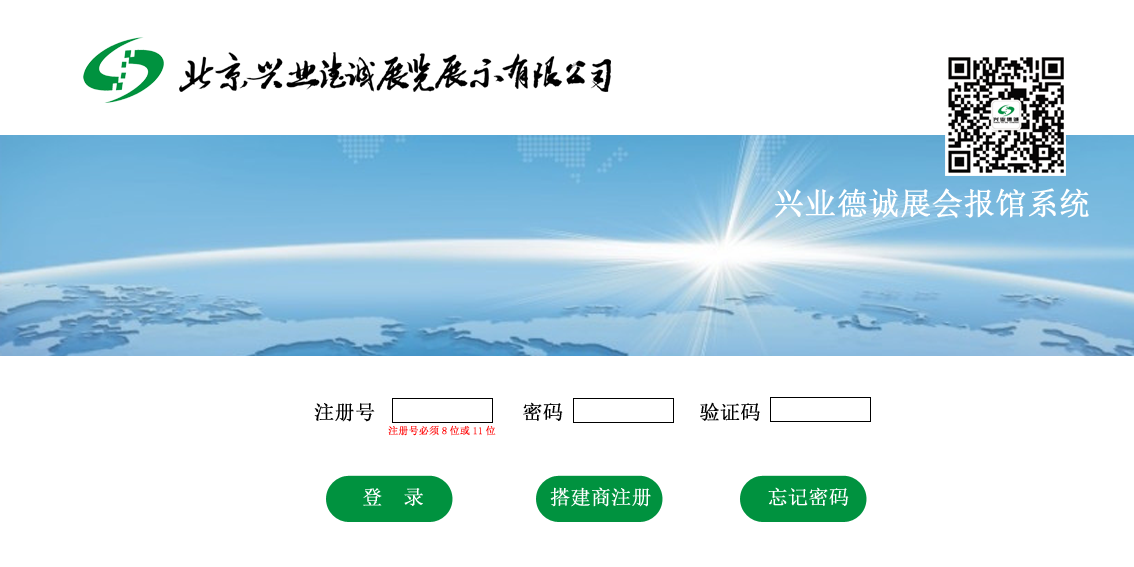 北京兴业德诚展览展示有限公司
兴业德诚
兴业德诚展会报馆系统
注册号
密码
验证码
注册号必须 8 位或 11 位
登 录
搭建商注册
忘记密码